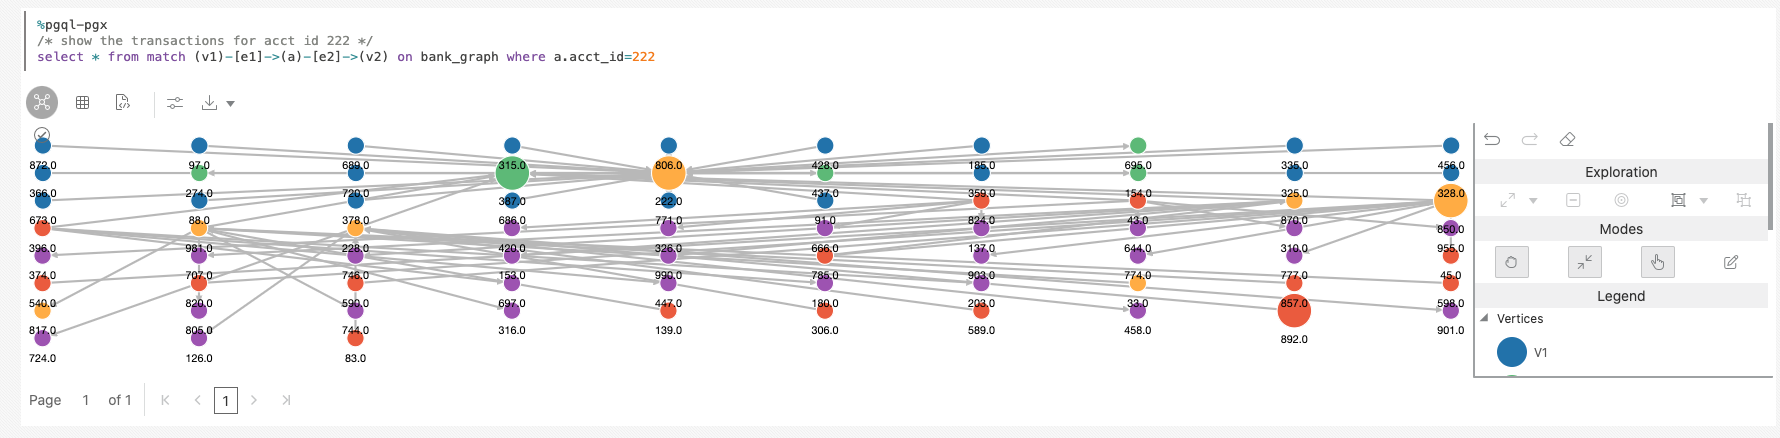 %pgql-pgx
/* show the transactions for acct id 222 */
select * from match (v1)-[e1]->(a)-[e2]->(v2) on bank_graph where a.acct_id=222
872.0 97.0 689.0 315.0 806.0 428.0 185.0 695.0 335.0 456.0
366.0 274.0 720.0 387.0 222.0 437.0 359.0 154.0 325.0 328.0
673.0 88.0 378.0 686.0 771.0 91.0 824.0 43.0 870.0 850.0
396.0 981.0 228.0 420.0 326.0 666.0 137.0 644.0 310.0 955.0
374.0 707.0 746.0 153.0 990.0 785.0 903.0 774.0 777.0 45.0
540.0 820.0 590.0 697.0 447.0 180.0 203.0 33.0 857.0 598.0
817.0 805.0 744.0 316.0 139.0 306.0 589.0 458.0 892.0 901.0
724.0 126.0 83.0
Exploration
Modes
Legend
Vertices
V1
Page 1 of 1 1